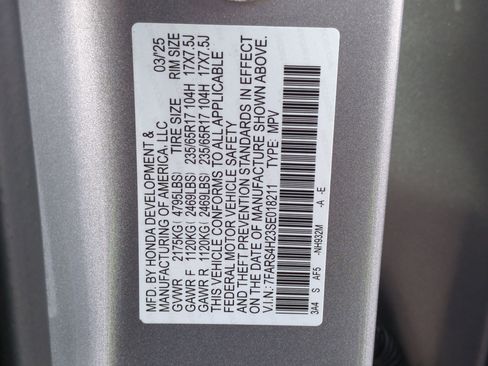 MFD. BY HONDA DEVELOPMENT & 03/25
MANUFACTURING OF AMERICA, LLC
TIRE SIZE RIM SIZE
GVWR 2175KG( 4795LBS)
GAWR F 1120KG( 2469LBS) 235/65R17 104H 17X7.5J
GAWR R 1120KG( 2469LBS) 235/65R17 104H 17X7.5J
THIS VEHICLE CONFORMS TO ALL APPLICABLE
FEDERAL MOTOR VEHICLE SAFETY
AND THEFT PREVENTION STANDARDS IN EFFECT
ON THE DATE OF MANUFACTURE SHOWN ABOVE.
V.I.N.: 7FARS4H23SE018211 TYPE: MPV
3A4 S AF5 -NH932M -A -E